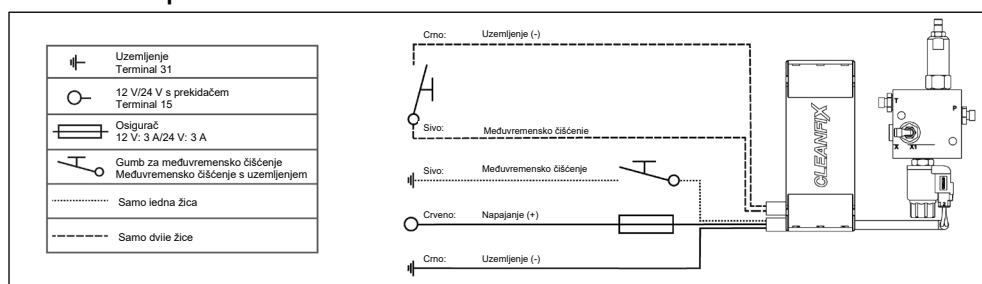 Uzemljenje
Terminal 31
12 V/24 V s prekidačem
Terminal 15
Osigurač
12 V: 3 A/24 V: 3 A
Gumb za međuvremensko čišćenje
Međuvremensko čišćenje s uzemljenjem
Samo iedna žica
Samo dviie žice
Crno: Uzemljenje (-)
Sivo: Međuvremensko čišćenje
Sivo: Međuvremensko čišćenje
Crveno: Napajanje (+)
Crno: Uzemljenje (-)
CLEANFIX
T
P
X X1